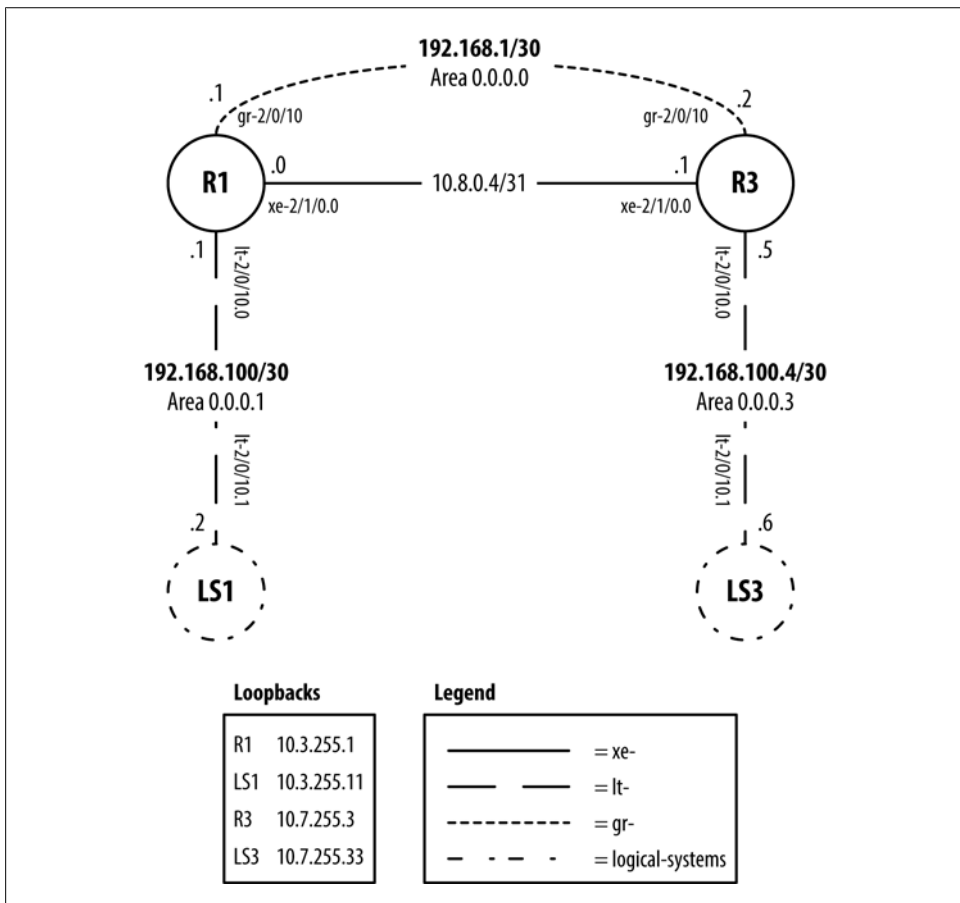 192.168.1/30
Area 0.0.0.0
.1
.2
gr-2/0/10
gr-2/0/10
R1
.0
10.8.0.4/31
.1
R3
xe-2/1/0.0
xe-2/1/0.0
.1
lt-2/0/10.0
lt-2/0/10.0
.5
192.168.100/30
Area 0.0.0.1
192.168.100.4/30
Area 0.0.0.3
lt-2/0/10.1
lt-2/0/10.1
.2
.6
LS1
LS3
Loopbacks
R1 10.3.255.1
LS1 10.3.255.11
R3 10.7.255.3
LS3 10.7.255.33
Legend
= xe-
= lt-
= gr-
= logical-systems